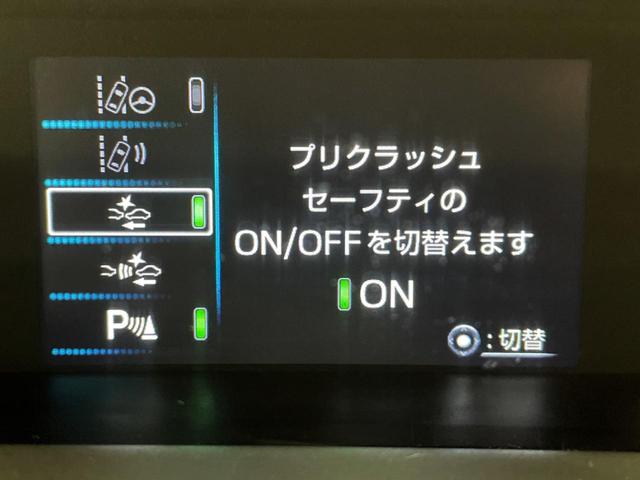 プリクラッシュ
セーフティの
ON/OFFを切替えます
ON
P
:切替